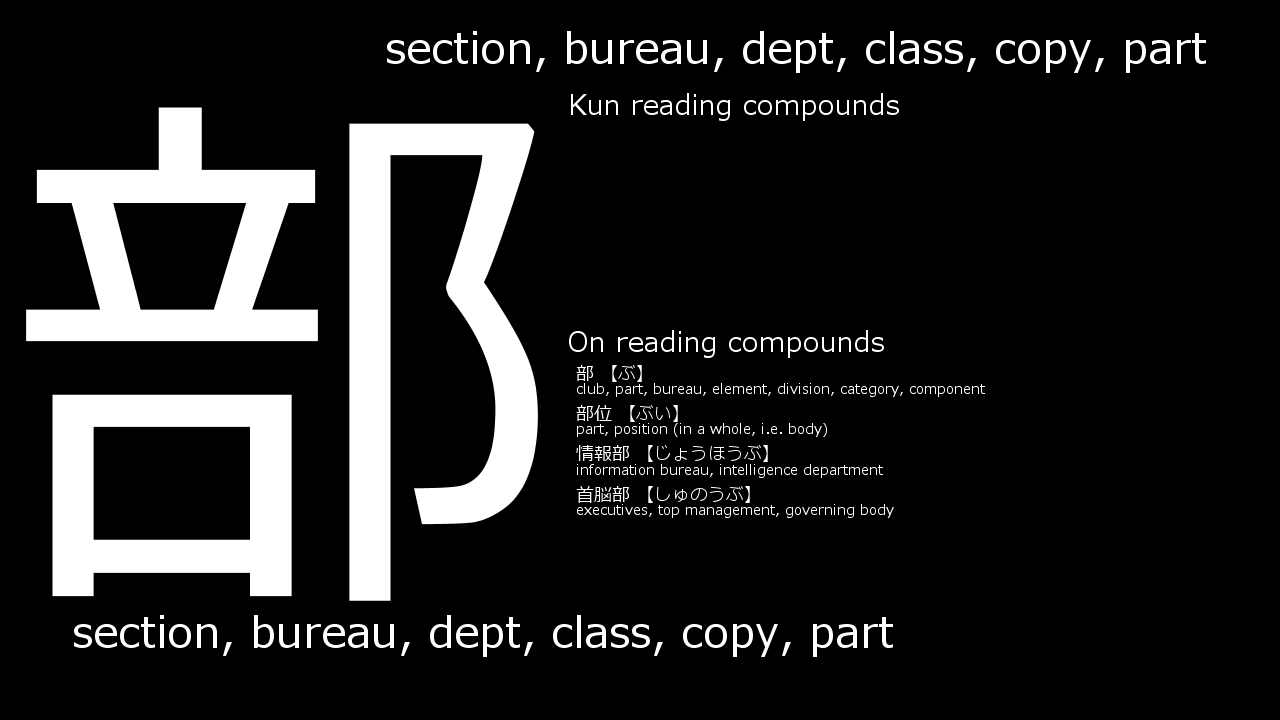 section, bureau, dept, class, copy, part
部
Kun reading compounds
On reading compounds
部 【ぶ】
club, part, bureau, element, division, category, component
部位 【ぶい】
part, position (in a whole, i.e. body)
情報部 【じょうほうぶ】
information bureau, intelligence department
首脳部 【しゅのうぶ】
executives, top management, governing body
section, bureau, dept, class, copy, part